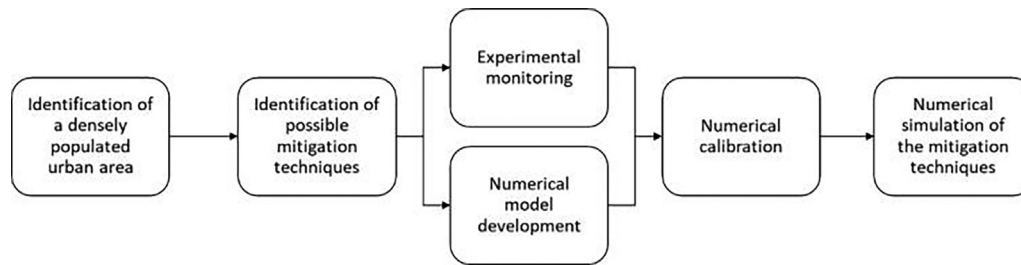 Identification of
a densely
populated
urban area
Identification of
possible
mitigation
techniques
Experimental
monitoring
Numerical
model
development
Numerical
calibration
Numerical
simulation of
the mitigation
techniques